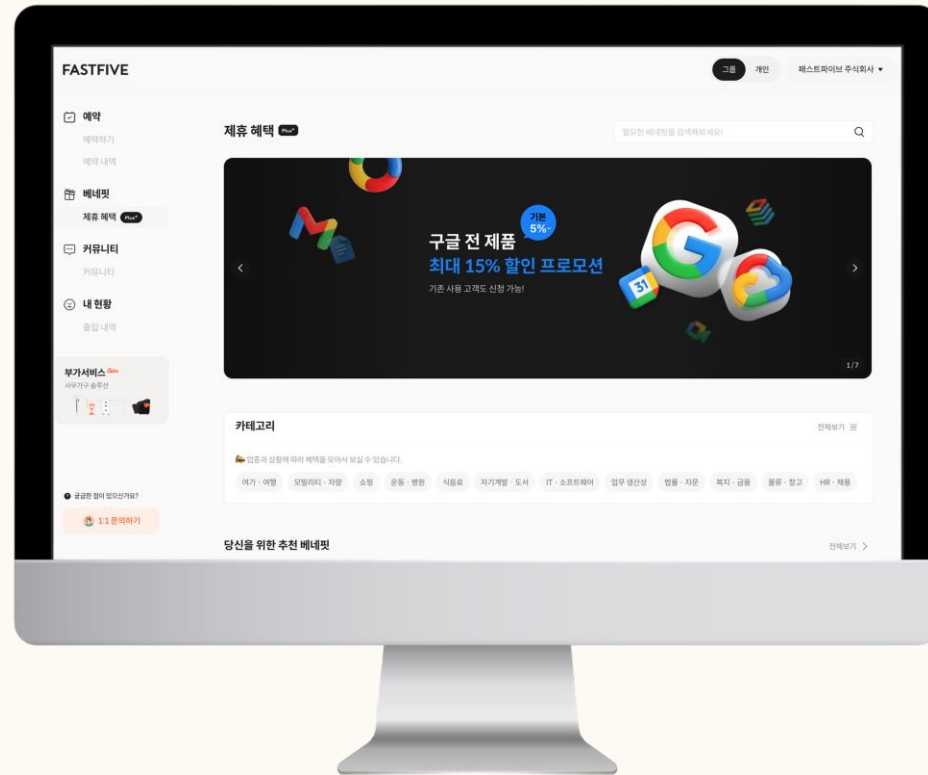 FASTFIVE
그룹
개인
패스트파이브 주식회사
예약
예약하기
예약 내역
베네핏
제휴 혜택 Plus+
커뮤니티
커뮤니티
내 현황
출입 내역
부가서비스 Beta
사무가구 솔루션
궁금한 점이 있으신가요?
1:1 문의하기
제휴 혜택 Plus+
필요한 베네핏을 검색해보세요!
기본
5%~
구글 전 제품
최대 15% 할인 프로모션
기존 사용 고객도 신청 가능!
31
1/7
카테고리
전체보기
업종과 상황에 따라 혜택을 모아서 보실 수 있습니다.
여가 · 여행
모빌리티 · 차량
쇼핑
운동 · 병원
식음료
자기계발 · 도서
IT · 소프트웨어
업무 생산성
법률 · 자문
복지 · 금융
물류 · 창고
HR · 채용
당신을 위한 추천 베네핏
전체보기